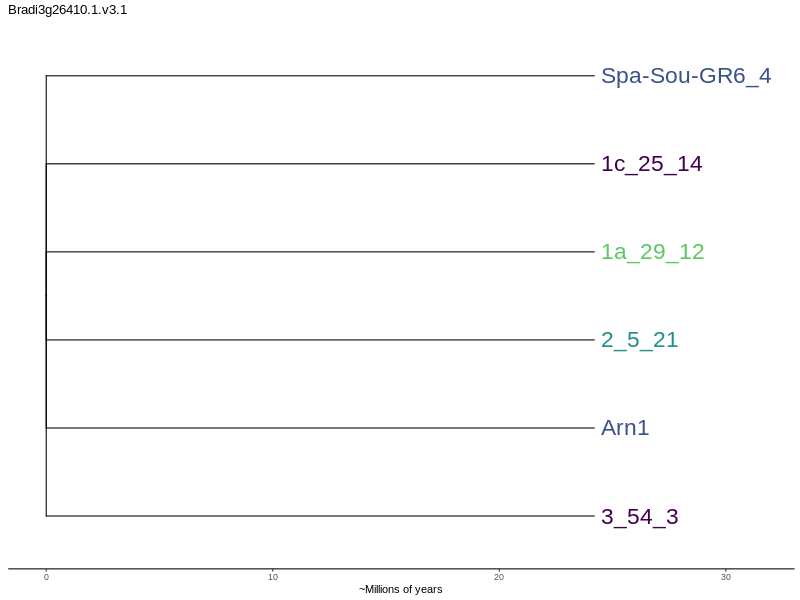 Bradi3g26410.1.v3.1
Spa-Sou-GR6_4
1c_25_14
1a_29_12
2_5_21
Arn1
3_54_3
0 10 20 30
~Millions of years